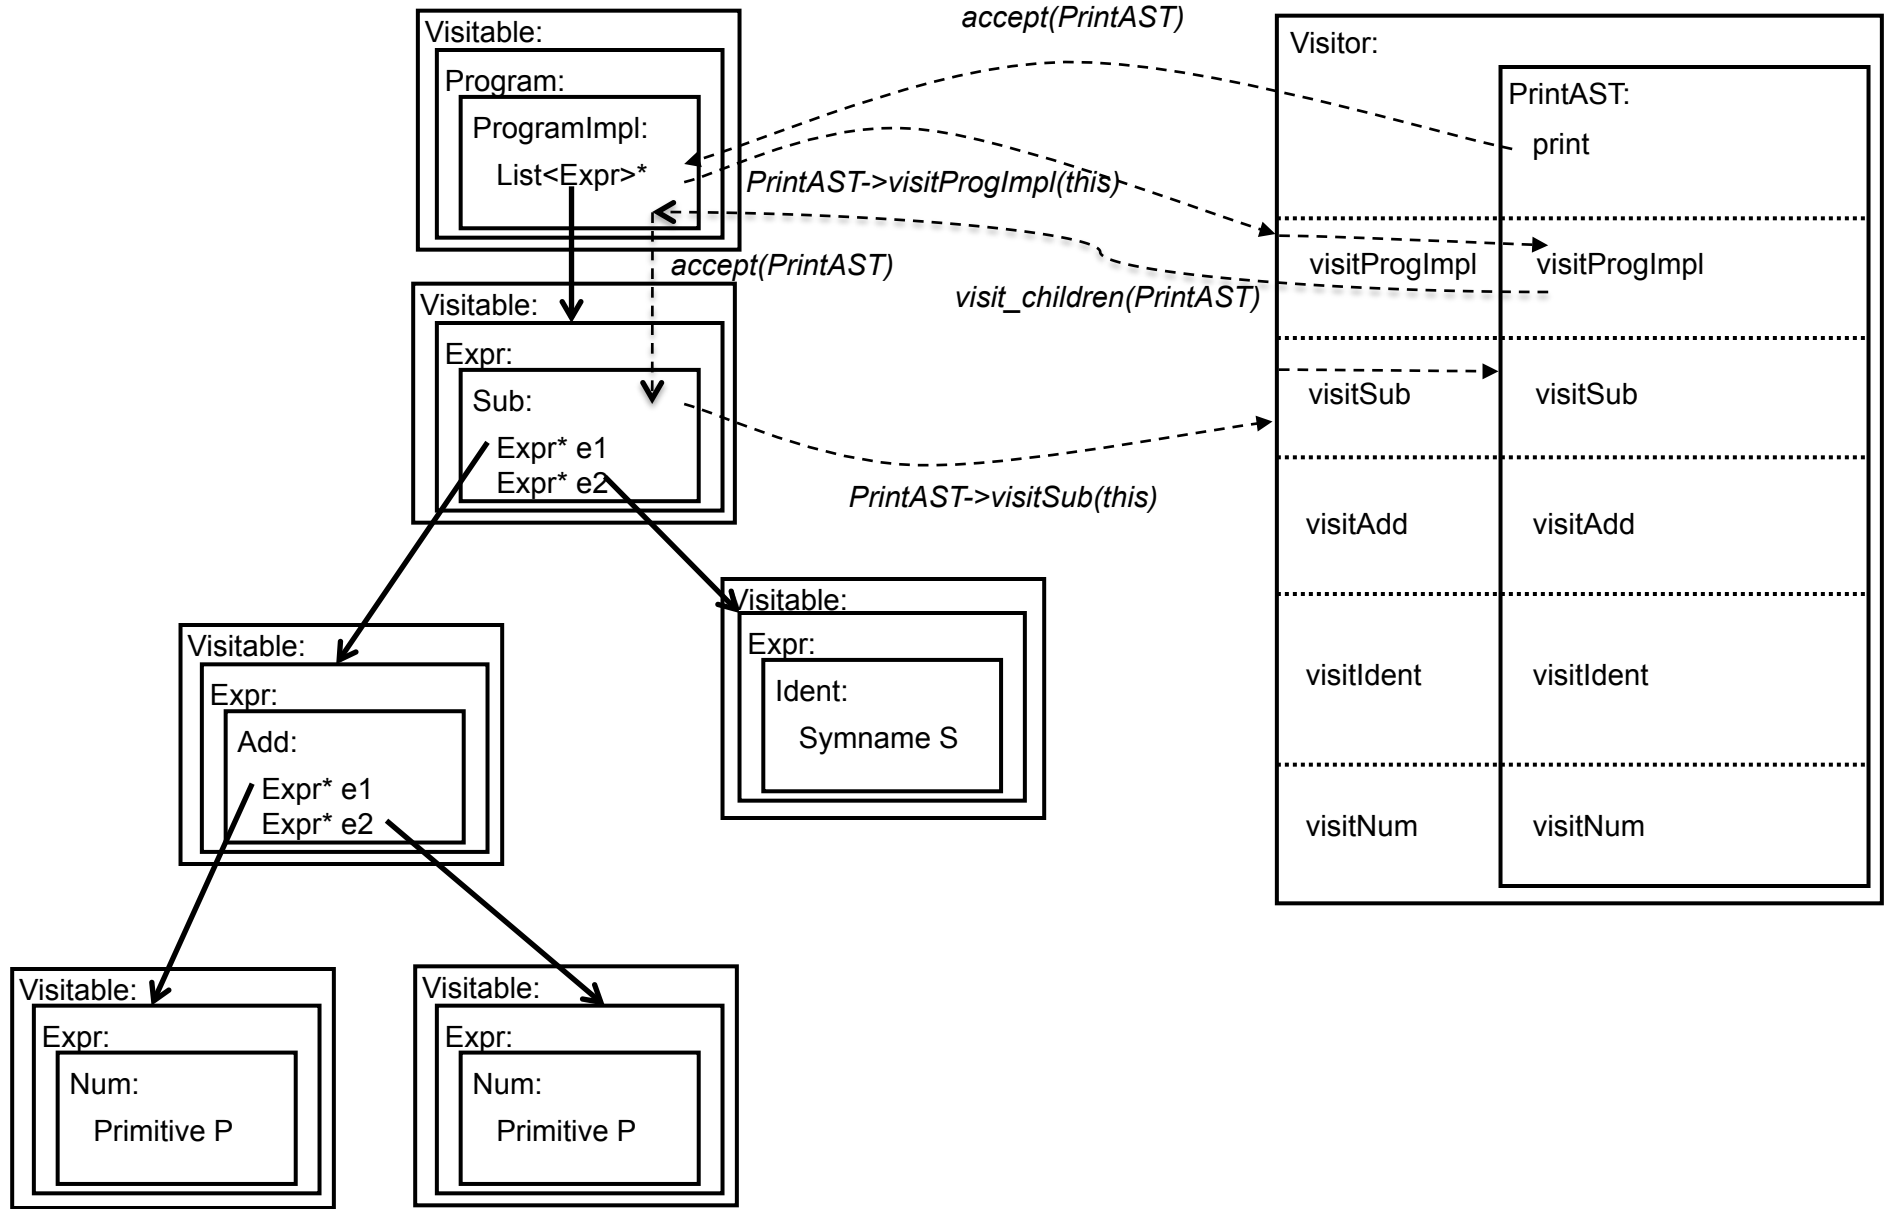 accept(PrintAST)
Visitable:
Program:
ProgramImpl:
List<Expr>*
PrintAST->visitProgImpl(this)
accept(PrintAST)
visit_children(PrintAST)
Visitable:
Expr:
Sub:
Expr* e1
Expr* e2
PrintAST->visitSub(this)
Visitable:
Expr:
Add:
Expr* e1
Expr* e2
Visitable:
Expr:
Ident:
Symname S
Visitable:
Expr:
Num:
Primitive P
Visitable:
Expr:
Num:
Primitive P
Visitor:
PrintAST:
print
visitProgImpl
visitProgImpl
visitSub
visitSub
visitAdd
visitAdd
visitIdent
visitIdent
visitNum
visitNum